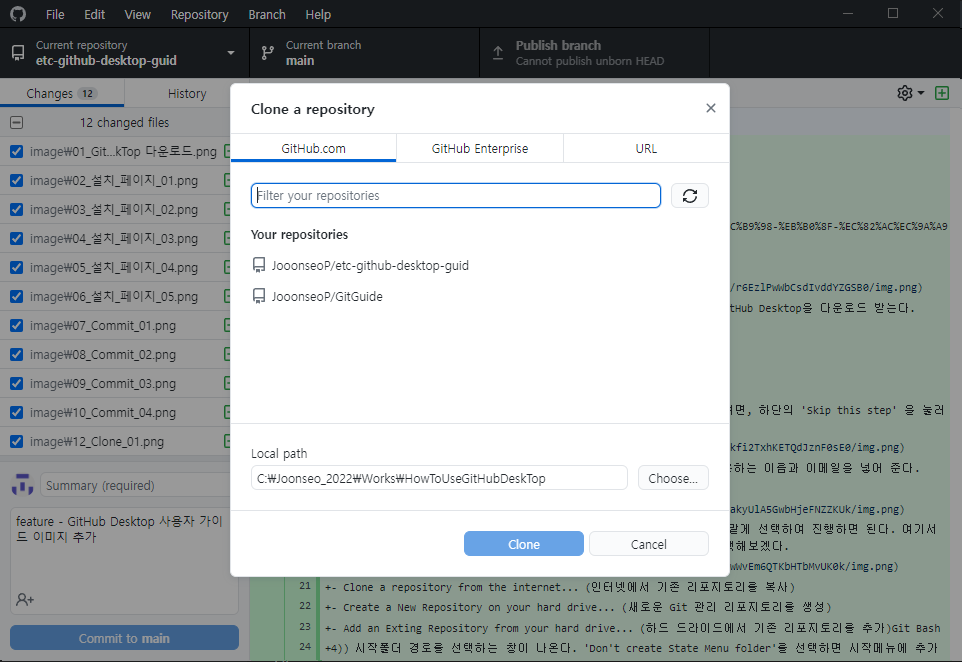 File Edit View Repository Branch Help
Current repository
etc-github-desktop-guid
Current branch
main
Publish branch
Cannot publish unborn HEAD
Changes 12 History
12 changed files
image₩01_Git...kTop 다운로드.png
image₩02_설치_페이지_01.png
image₩03_설치_페이지_02.png
image₩04_설치_페이지_03.png
image₩05_설치_페이지_04.png
image₩06_설치_페이지_05.png
image₩07_Commit_01.png
image₩08_Commit_02.png
image₩09_Commit_03.png
image₩10_Commit_04.png
image₩12_Clone_01.png
Summary (required)
feature - GitHub Desktop 사용자 가이
드 이미지 추가
Commit to main
Clone a repository
GitHub.com GitHub Enterprise URL
Filter your repositories
Your repositories
JooonseoP/etc-github-desktop-guid
JooonseoP/GitGuide
Local path
C:₩Joonseo_2022₩Works₩HowToUseGitHubDeskTop
Choose...
Clone Cancel
C%B9%98-%EB%B0%8F-%EC%82%AC%EC%9A%A9
/r6EzlPwWbCsdIvddYZGSB0/img.png)
tHub Desktop을 다운로드 받는다.
면, 하단의 'Skip this step' 을 눌러
kfi2TxhKETQdJznF0sE0/img.png)
하는 이름과 이메일을 넣어 준다.
akyUlA5GwbHjeFNZZKUk/img.png)
맞게 선택하여 진행하면 된다. 여기서
택해보겠다.
wWvEm6QTKbHTbMvUK0k/img.png)
21 +- Clone a repository from the internet... (인터넷에서 기존 리포지토리를 복사)
22 +- Create a New Repository on your hard drive... (새로운 Git 관리 리포지토리를 생성)
23 +- Add an Exting Repository from your hard drive... (하드 드라이드에서 기존 리포지토리를 추가)Git Bash
24 +4)) 시작폴더 경로를 선택하는 창이 나온다. 'Don't create State Menu folder'를 선택하면 시작메뉴에 추가